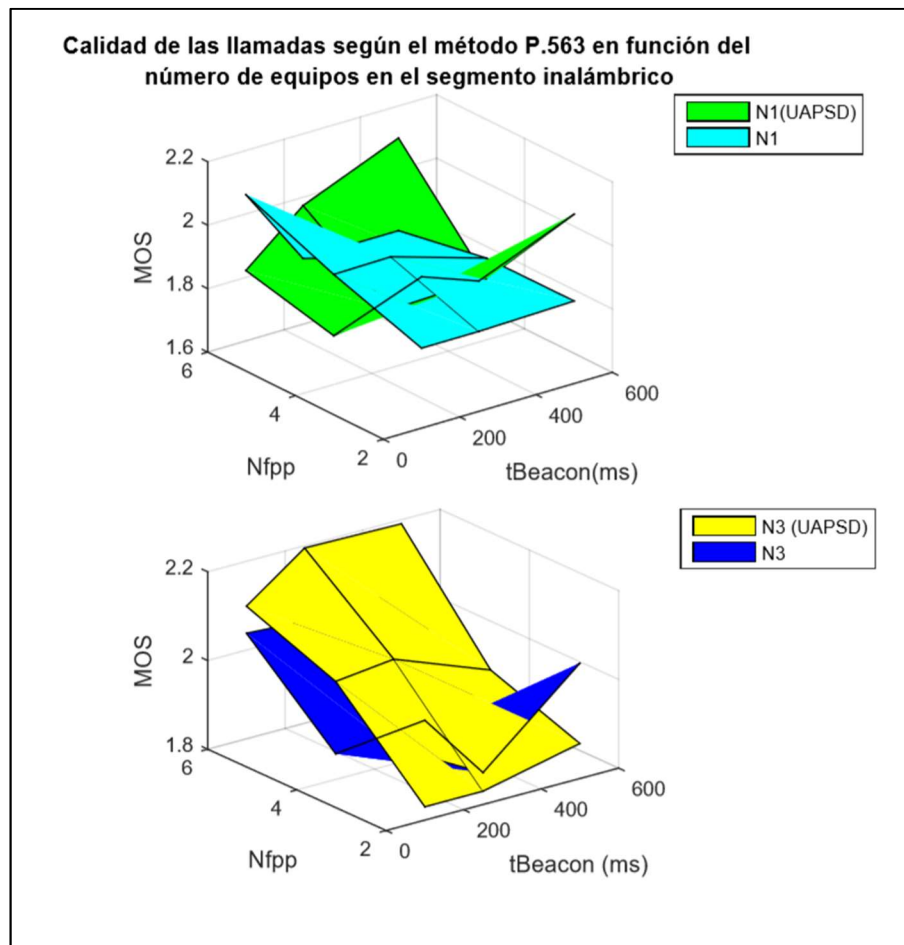 Calidad de las llamadas según el método P.563 en función del
número de equipos en el segmento inalámbrico
N1(UAPSD)
N1
2.2
2
1.8
1.6
MOS
6
4
2
Nfpp
0
200
400
600
tBeacon(ms)
N3 (UAPSD)
N3
2.2
2
1.8
MOS
6
4
2
Nfpp
0
200
400
600
tBeacon (ms)